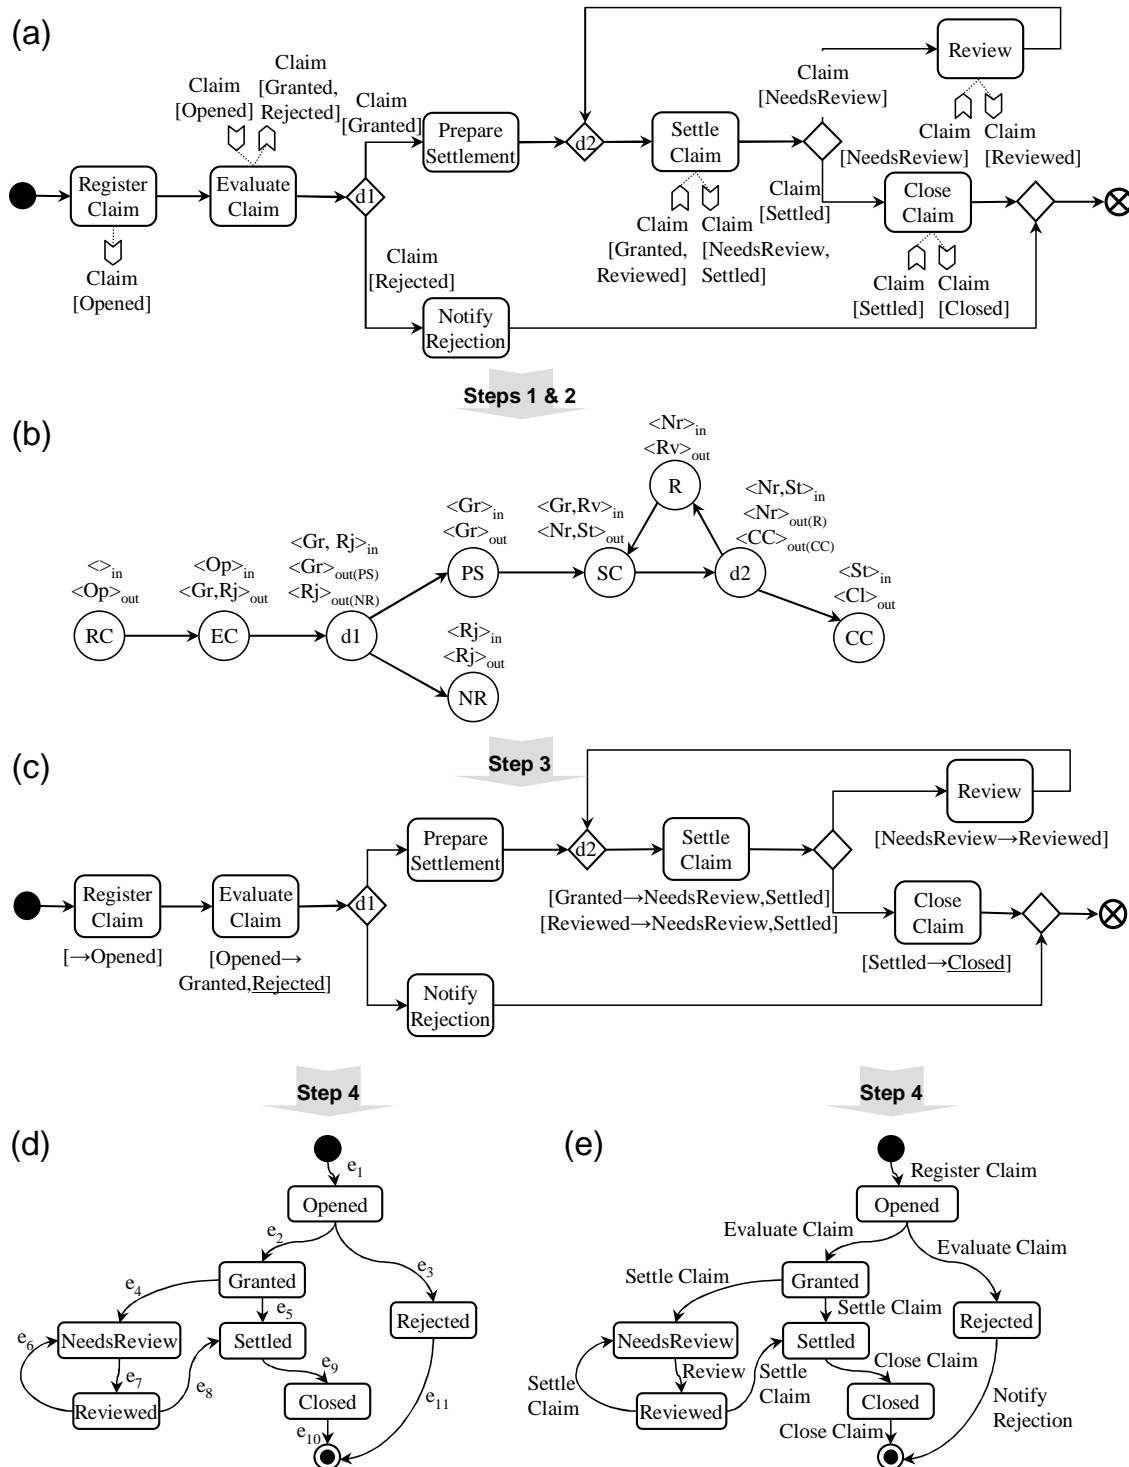 (a)
Claim
[Opened]
Claim
[Granted,
Rejected]
Claim
[Granted]
Register
Claim
Claim
[Opened]
Evaluate
Claim
d1
Claim
[Rejected]
Prepare
Settlement
Notify
Rejection
d2
Settle
Claim
Claim
[Granted,
Reviewed]
Claim
[NeedsReview,
Settled]
Claim
[NeedsReview]
Claim
[Settled]
Review
Claim
[NeedsReview]
Claim
[Reviewed]
Close
Claim
Claim
[Settled]
Claim
[Closed]
Steps 1 & 2
(b)
<>in
<Op>out
RC
<Op>in
<Gr,Rj>out
EC
<Gr, Rj>in
<Gr>out(PS)
<Rj>out(NR)
d1
<Gr>in
<Gr>out
PS
<Rj>in
<Rj>out
NR
<Gr,Rv>in
<Nr,St>out
SC
<Nr>in
<Rv>out
R
<Nr,St>in
<Nr>out(R)
<CC>out(CC)
d2
<St>in
<Cl>out
CC
Step 3
(c)
Register
Claim
[→Opened]
Evaluate
Claim
[Opened→
Granted,Rejected]
d1
Prepare
Settlement
Notify
Rejection
d2
Settle
Claim
[Granted→NeedsReview,Settled]
[Reviewed→NeedsReview,Settled]
Review
[NeedsReview→Reviewed]
Close
Claim
[Settled→Closed]
Step 4
Step 4
(d)
e1
Opened
e2
e3
Granted
e4
e5
Rejected
NeedsReview
Settled
e6
e7
e8
e9
Reviewed
Closed
e10
e11
(e)
Register Claim
Opened
Evaluate Claim
Evaluate Claim
Granted
Settle Claim
Settle Claim
Rejected
NeedsReview
Settled
Review
Settle
Claim
Settle
Claim
Close Claim
Reviewed
Closed
Close Claim
Notify
Rejection